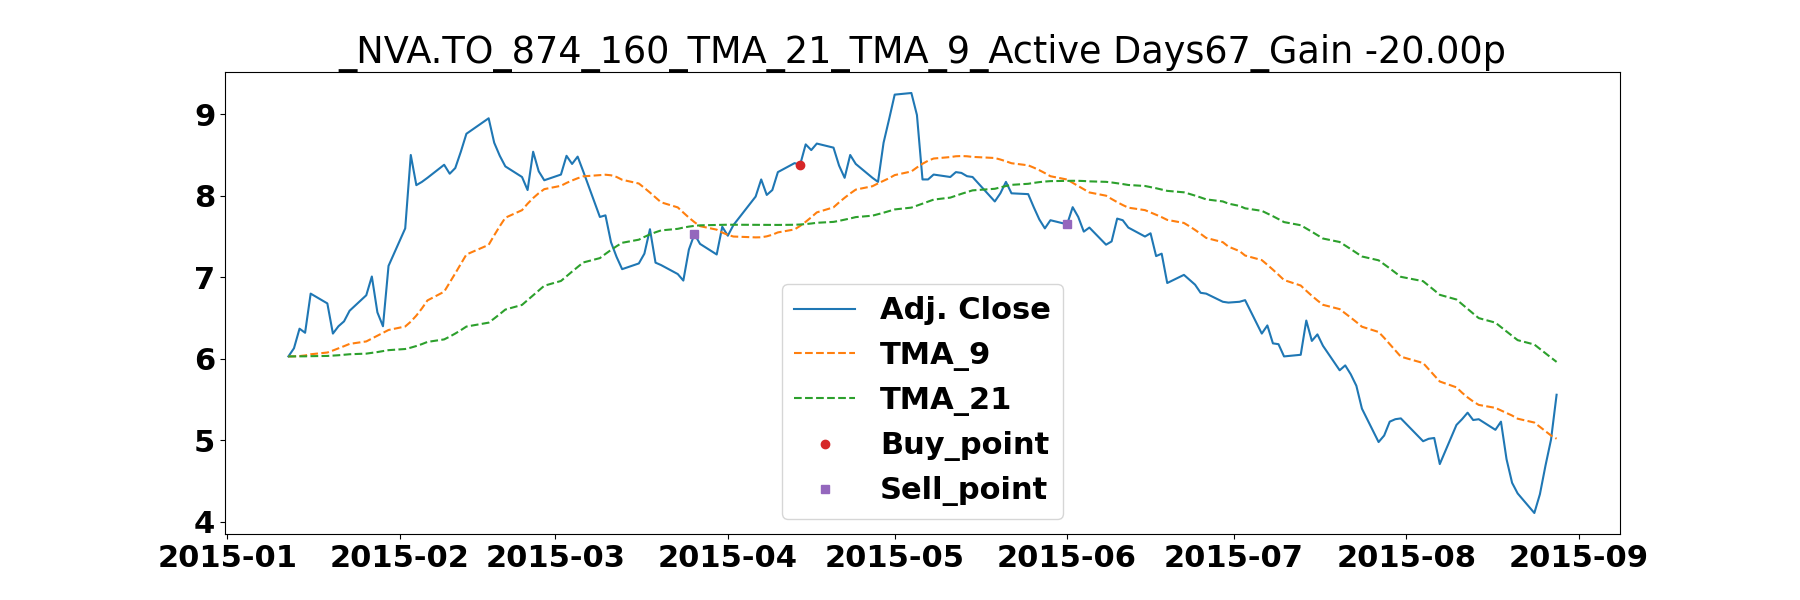 _NVA.TO_874_160_TMA_21_TMA_9_Active Days67_Gain -20.00p
9
8
7
6
5
4
Adj. Close
TMA_9
TMA_21
Buy_point
Sell_point
2015-01 2015-02 2015-03 2015-04 2015-05 2015-06 2015-07 2015-08 2015-09